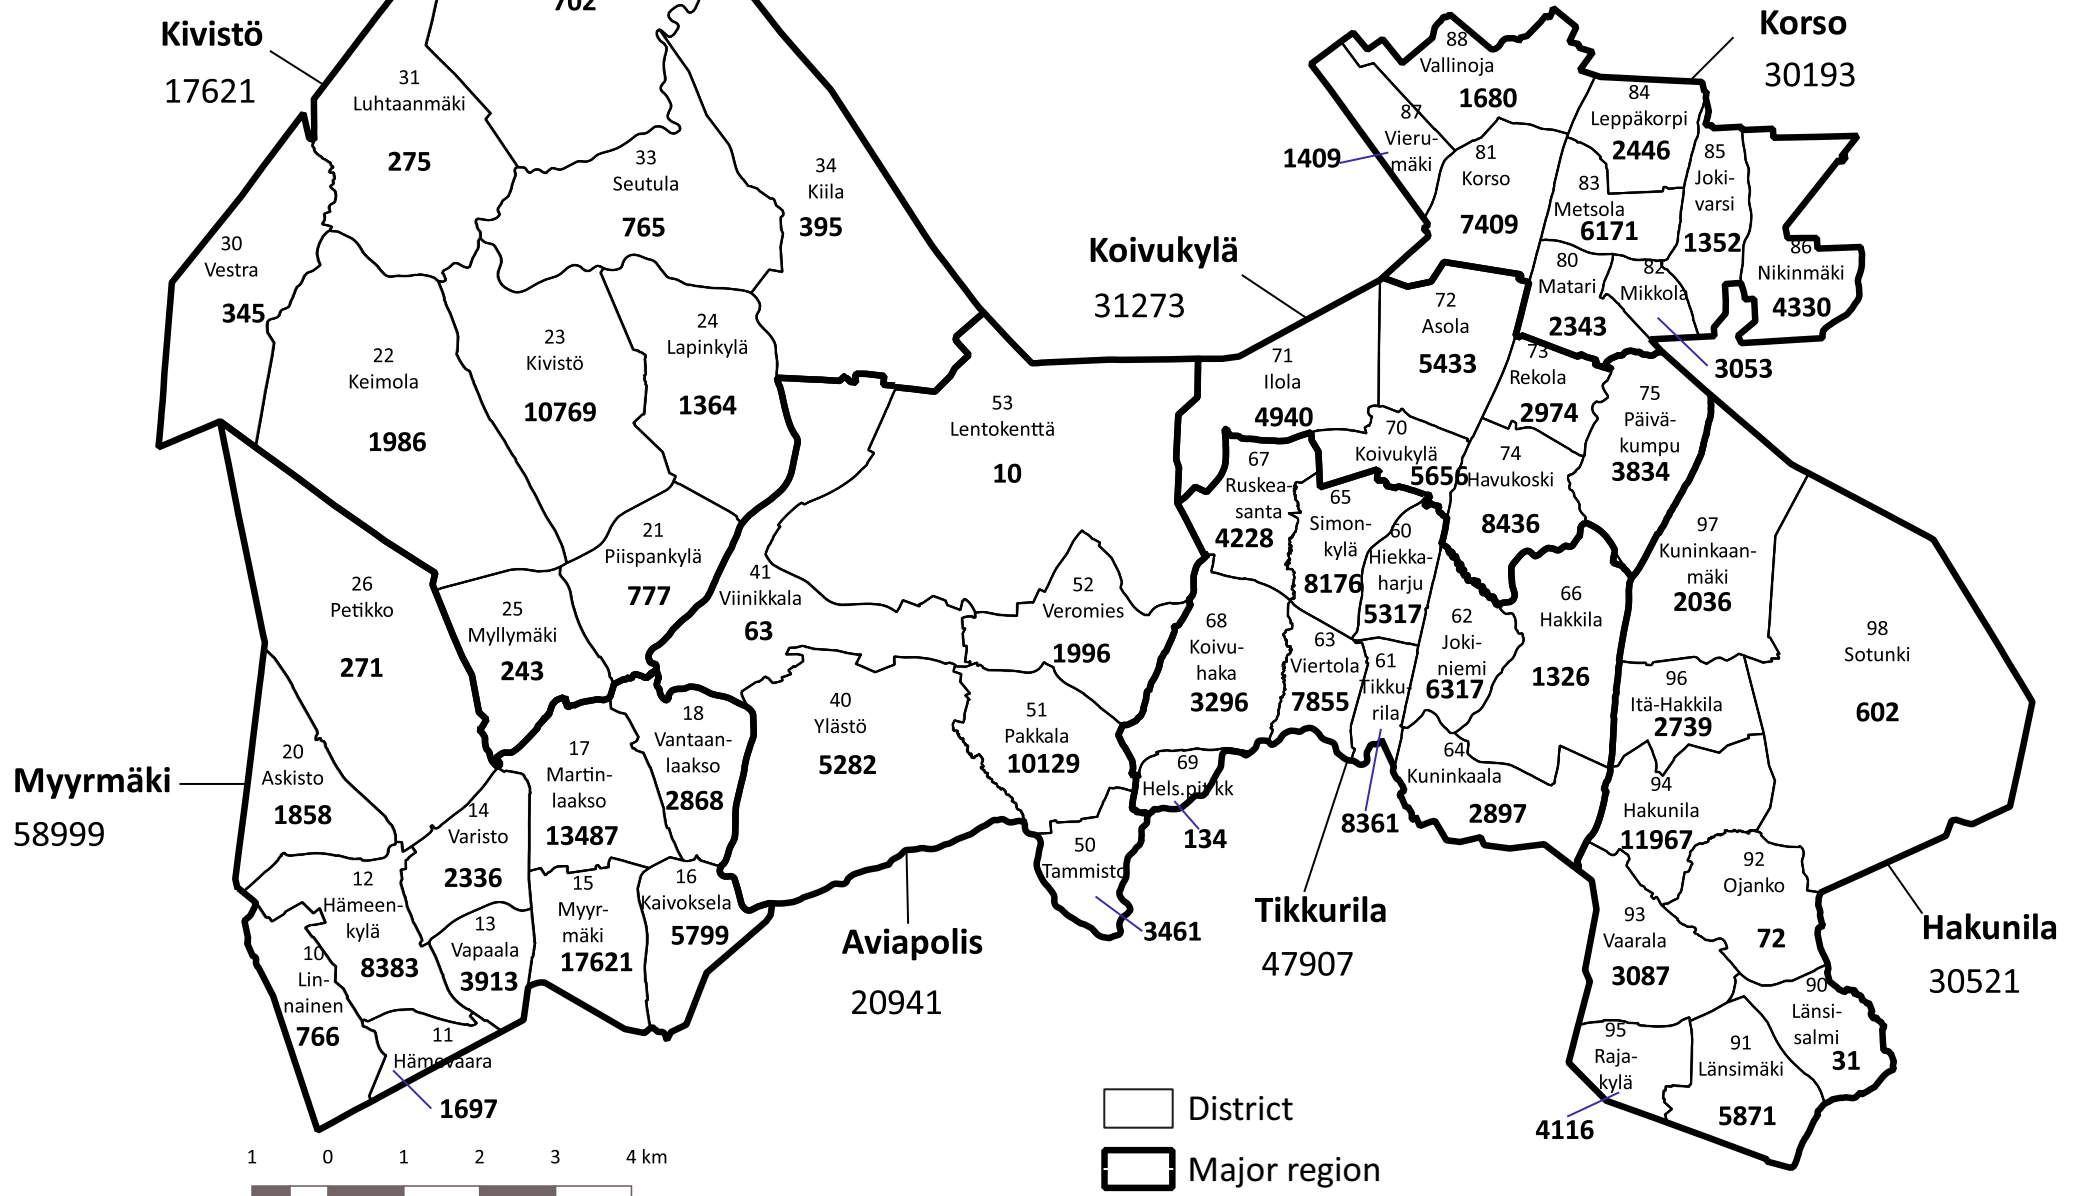 702
Kivistö
17621
31
Luhtaanmäki
275
33
Seutula
765
34
Kiila
395
30
Vestra
345
22
Keimola
1986
23
Kivistö
10769
24
Lapinkylä
1364
21
Piispankylä
777
25
Myllymäki
243
Myyrmäki
58999
26
Petikko
271
20
Askisto
1858
18
Vantaan-
laakso
2868
17
Martin-
laakso
13487
14
Varisto
2336
12
Hämeen-
kylä
8383
13
Vapaala
3913
15
Myyr-
mäki
17621
16
Kaivoksela
5799
10
Lin-
nainen
766
11
Hämevaara
1697
53
Lentokenttä
10
41
Viinikkala
63
52
Veromies
1996
40
Ylästö
5282
51
Pakkala
10129
50
Tammisto
3461
Aviapolis
20941
Korso
30193
88
Vallinoja
1680
87
Vieru-
mäki
1409
81
Korso
7409
84
Leppäkorpi
2446
85
Joki-
varsi
1352
83
Metsola
6171
86
Nikinmäki
4330
80
Matari
2343
82
Mikkola
3053
Koivukylä
31273
72
Asola
5433
71
Ilola
4940
73
Rekola
2974
75
Päivä-
kumpu
3834
70
Koivukylä
5656
74
Havukoski
8436
67
Ruskea-
santa
4228
65
Simon-
kylä
8176
60
Hiekka-
harju
5317
68
Koivu-
haka
3296
63
Viertola
7855
61
Tikku-
rila
8361
62
Joki-
niemi
6317
66
Hakkila
1326
69
Hels.pit.kk
134
64
Kuninkaala
2897
Tikkurila
47907
97
Kuninkaan-
mäki
2036
98
Sotunki
602
96
Itä-Hakkila
2739
94
Hakunila
11967
92
Ojanko
72
93
Vaarala
3087
90
Länsi-
salmi
31
95
Raja-
kylä
4116
91
Länsimäki
5871
Hakunila
30521
District
Major region
1 0 1 2 3 4 km